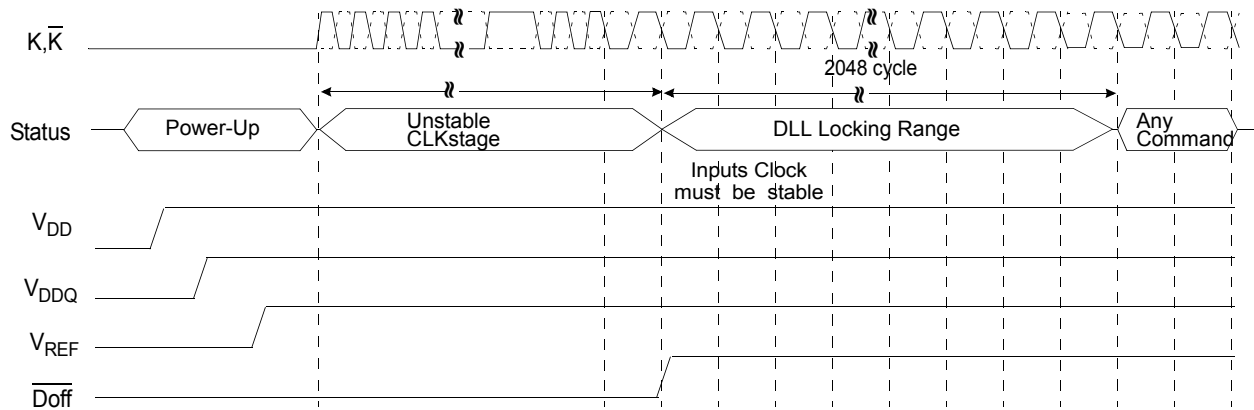 K,K̅
2048 cycle
Status
Power-Up
Unstable
CLKstage
DLL Locking Range
Any
Command
Inputs Clock
must be stable
VDD
VDDQ
VREF
D̅o̅f̅f̅